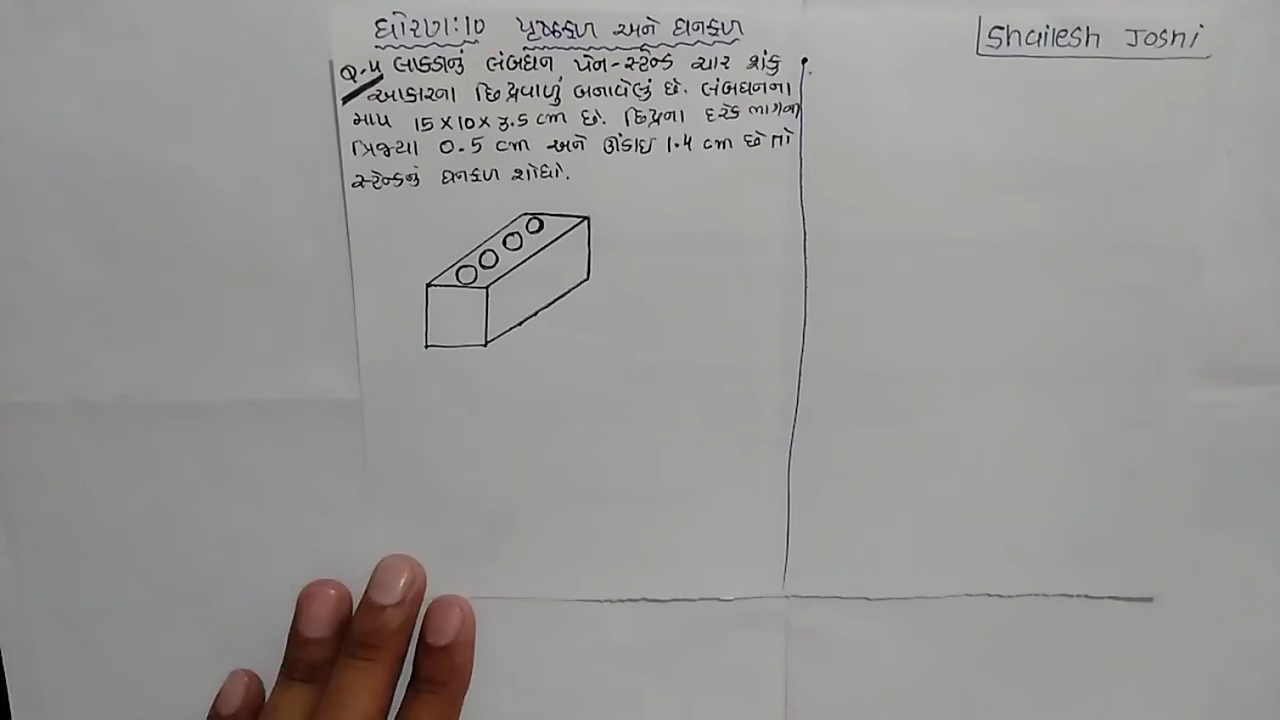 ધોરણ:10 પૃષ્ઠફળ અને ઘનફળ
Shailesh Joshi
Q-4 લાકડાનું લંબઘન પેન-સ્ટેન્ડ ચાર શંકુ
આકારના છિદ્રવાળું બનાવેલું છે. લંબઘનના
માપ 15 X 10 X 3.5 cm છે. છિદ્રના દરેક ભાગના
ત્રિજ્યા 0.5 cm અને ઊંડાઇ 1.4 cm છે તો
સ્ટેન્ડનું ઘનફળ શોધો.